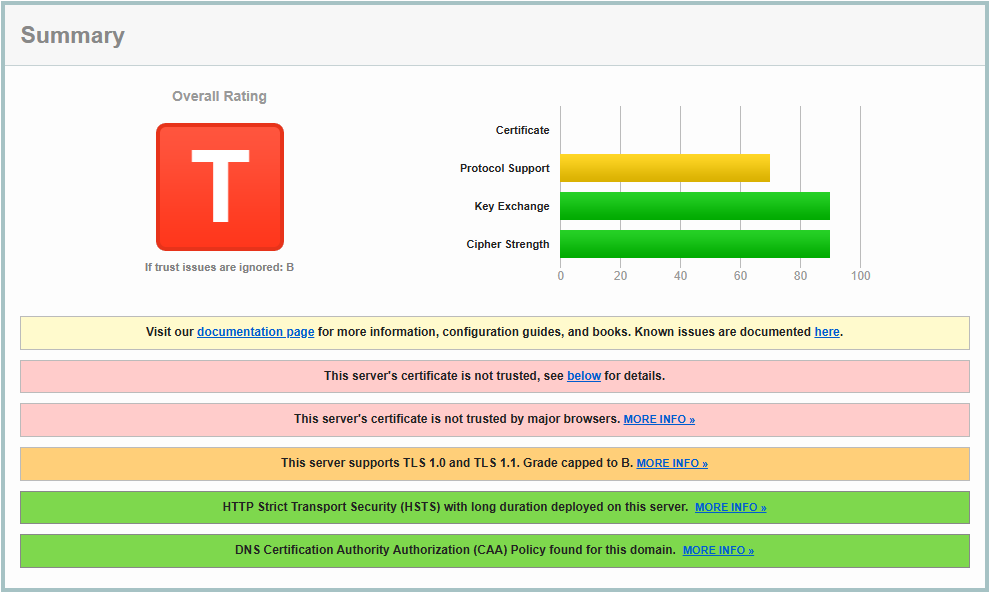 Summary
Overall Rating
T
If trust issues are ignored: B
Certificate
Protocol Support
Key Exchange
Cipher Strength
0 20 40 60 80 100
Visit our documentation page for more information, configuration guides, and books. Known issues are documented here.
This server's certificate is not trusted, see below for details.
This server's certificate is not trusted by major browsers. MORE INFO »
This server supports TLS 1.0 and TLS 1.1. Grade capped to B. MORE INFO »
HTTP Strict Transport Security (HSTS) with long duration deployed on this server. MORE INFO »
DNS Certification Authority Authorization (CAA) Policy found for this domain. MORE INFO »